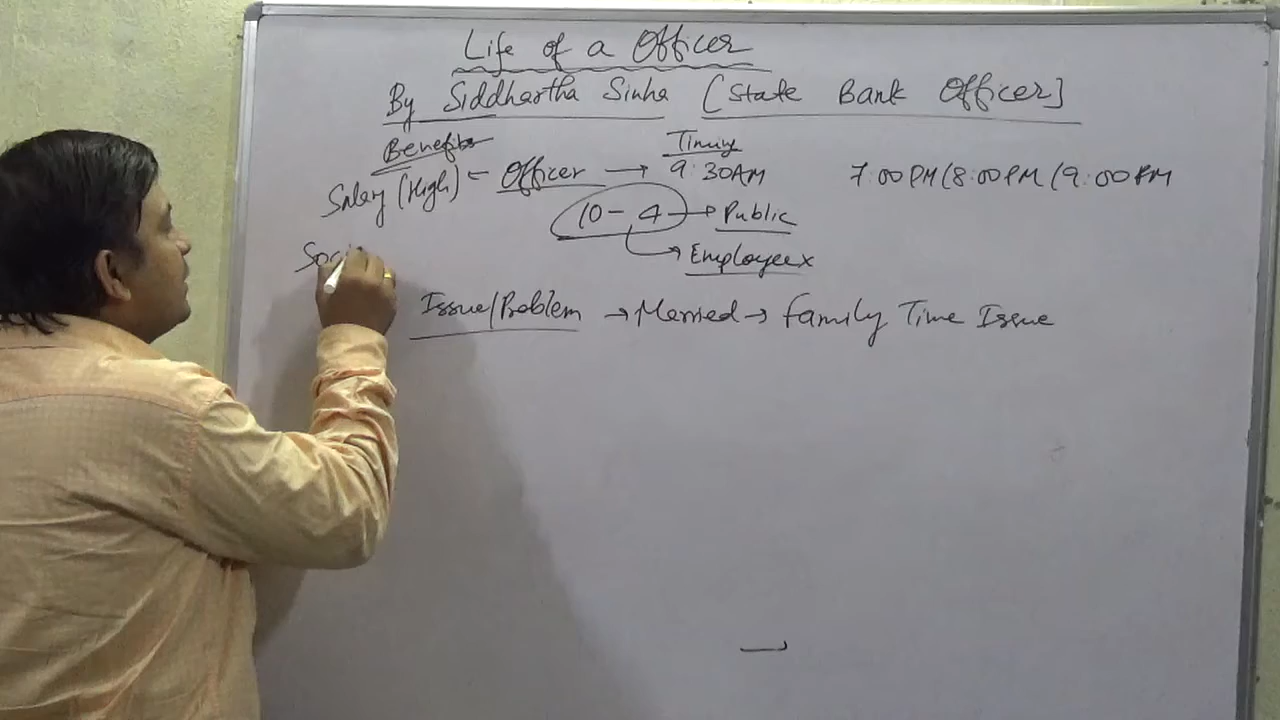 Life of a Officer
By Siddhartha Sinha [State Bank Officer]
Benefits
Timing
Salary (High) ← Officer → 9:30AM 7:00PM/8:00PM/9:00PM
10-4 → Public
→ Employee x
Soci
Issue/Problem → Married → Family Time Issue